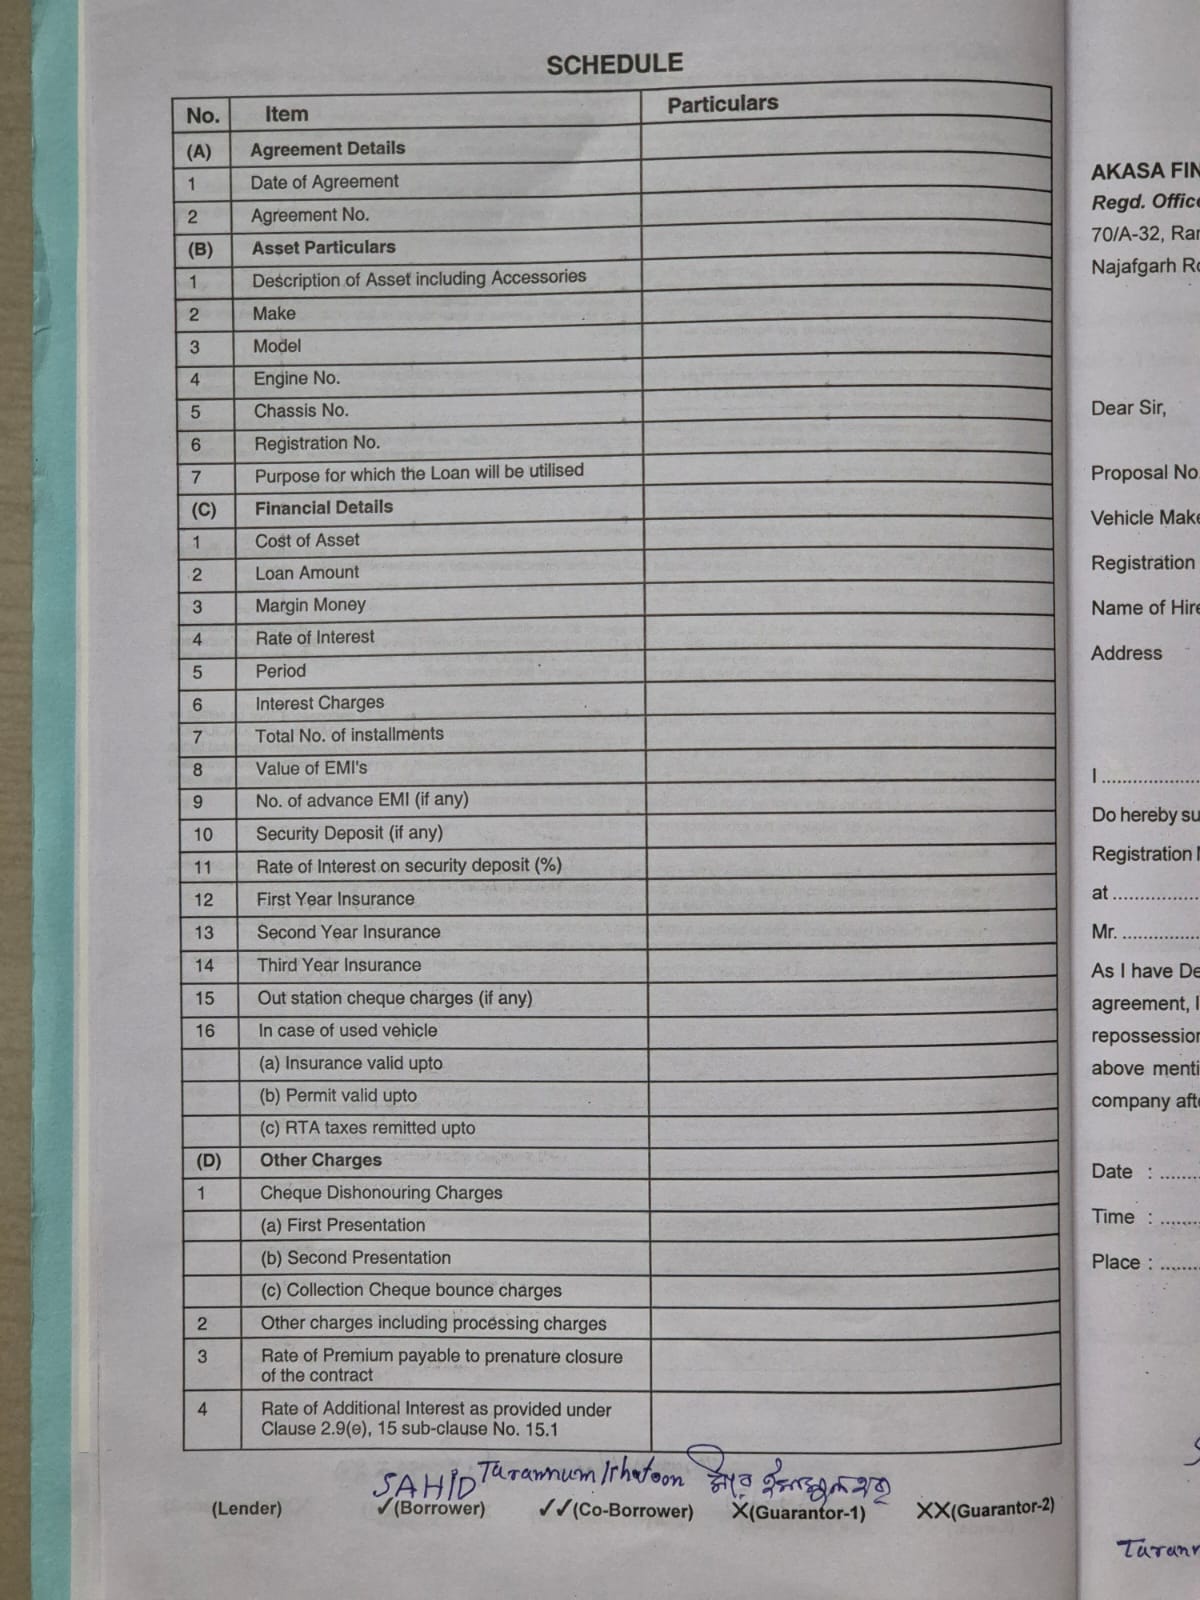 SCHEDULE
No. Item Particulars
(A) Agreement Details
1 Date of Agreement
2 Agreement No.
(B) Asset Particulars
1 Description of Asset including Accessories
2 Make
3 Model
4 Engine No.
5 Chassis No.
6 Registration No.
7 Purpose for which the Loan will be utilised
(C) Financial Details
1 Cost of Asset
2 Loan Amount
3 Margin Money
4 Rate of Interest
5 Period
6 Interest Charges
7 Total No. of installments
8 Value of EMI's
9 No. of advance EMI (if any)
10 Security Deposit (if any)
11 Rate of Interest on security deposit (%)
12 First Year Insurance
13 Second Year Insurance
14 Third Year Insurance
15 Out station cheque charges (if any)
16 In case of used vehicle
(a) Insurance valid upto
(b) Permit valid upto
(c) RTA taxes remitted upto
(D) Other Charges
1 Cheque Dishonouring Charges
(a) First Presentation
(b) Second Presentation
(c) Collection Cheque bounce charges
2 Other charges including processing charges
3 Rate of Premium payable to prenature closure
of the contract
4 Rate of Additional Interest as provided under
Clause 2.9(e), 15 sub-clause No. 15.1
SAHID Tarannum Khatoon
(Lender) ✓(Borrower) ✓✓(Co-Borrower) X(Guarantor-1) XX(Guarantor-2)
AKASA FIN
Regd. Office
70/A-32, Rar
Najafgarh Ro
Dear Sir,
Proposal No.
Vehicle Make
Registration
Name of Hire
Address
I ....................
Do hereby su
Registration
at ................
Mr. ..............
As I have De
agreement, I
repossession
above menti
company afte
Date : .......
Time : .......
Place : .......
Tarann